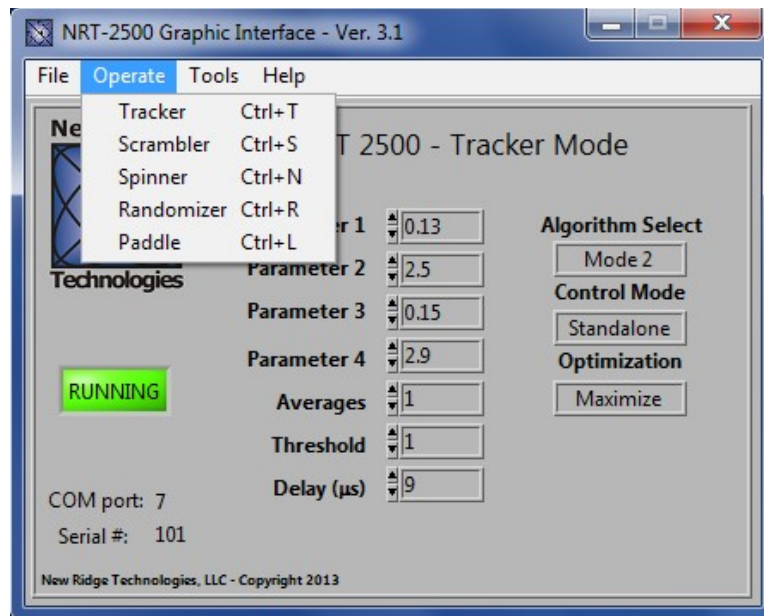 NRT-2500 Graphic Interface - Ver. 3.1
File Operate Tools Help
Tracker Ctrl+T
Scrambler Ctrl+S
Spinner Ctrl+N
Randomizer Ctrl+R
Paddle Ctrl+L
Ne
T 2500 - Tracker Mode
Technologies
er 1 0.13
Parameter 2 2.5
Parameter 3 0.15
Parameter 4 2.9
Averages 1
Threshold 1
Delay (µs) 9
Algorithm Select
Mode 2
Control Mode
Standalone
Optimization
Maximize
RUNNING
COM port: 7
Serial #: 101
New Ridge Technologies, LLC - Copyright 2013